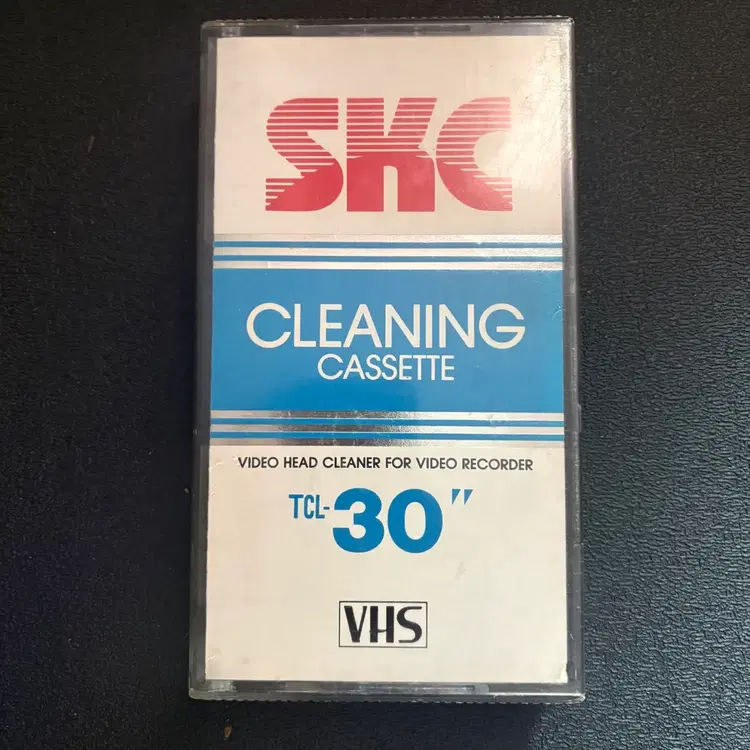 SKC
CLEANING
CASSETTE
VIDEO HEAD CLEANER FOR VIDEO RECORDER
TCL-30"
VHS